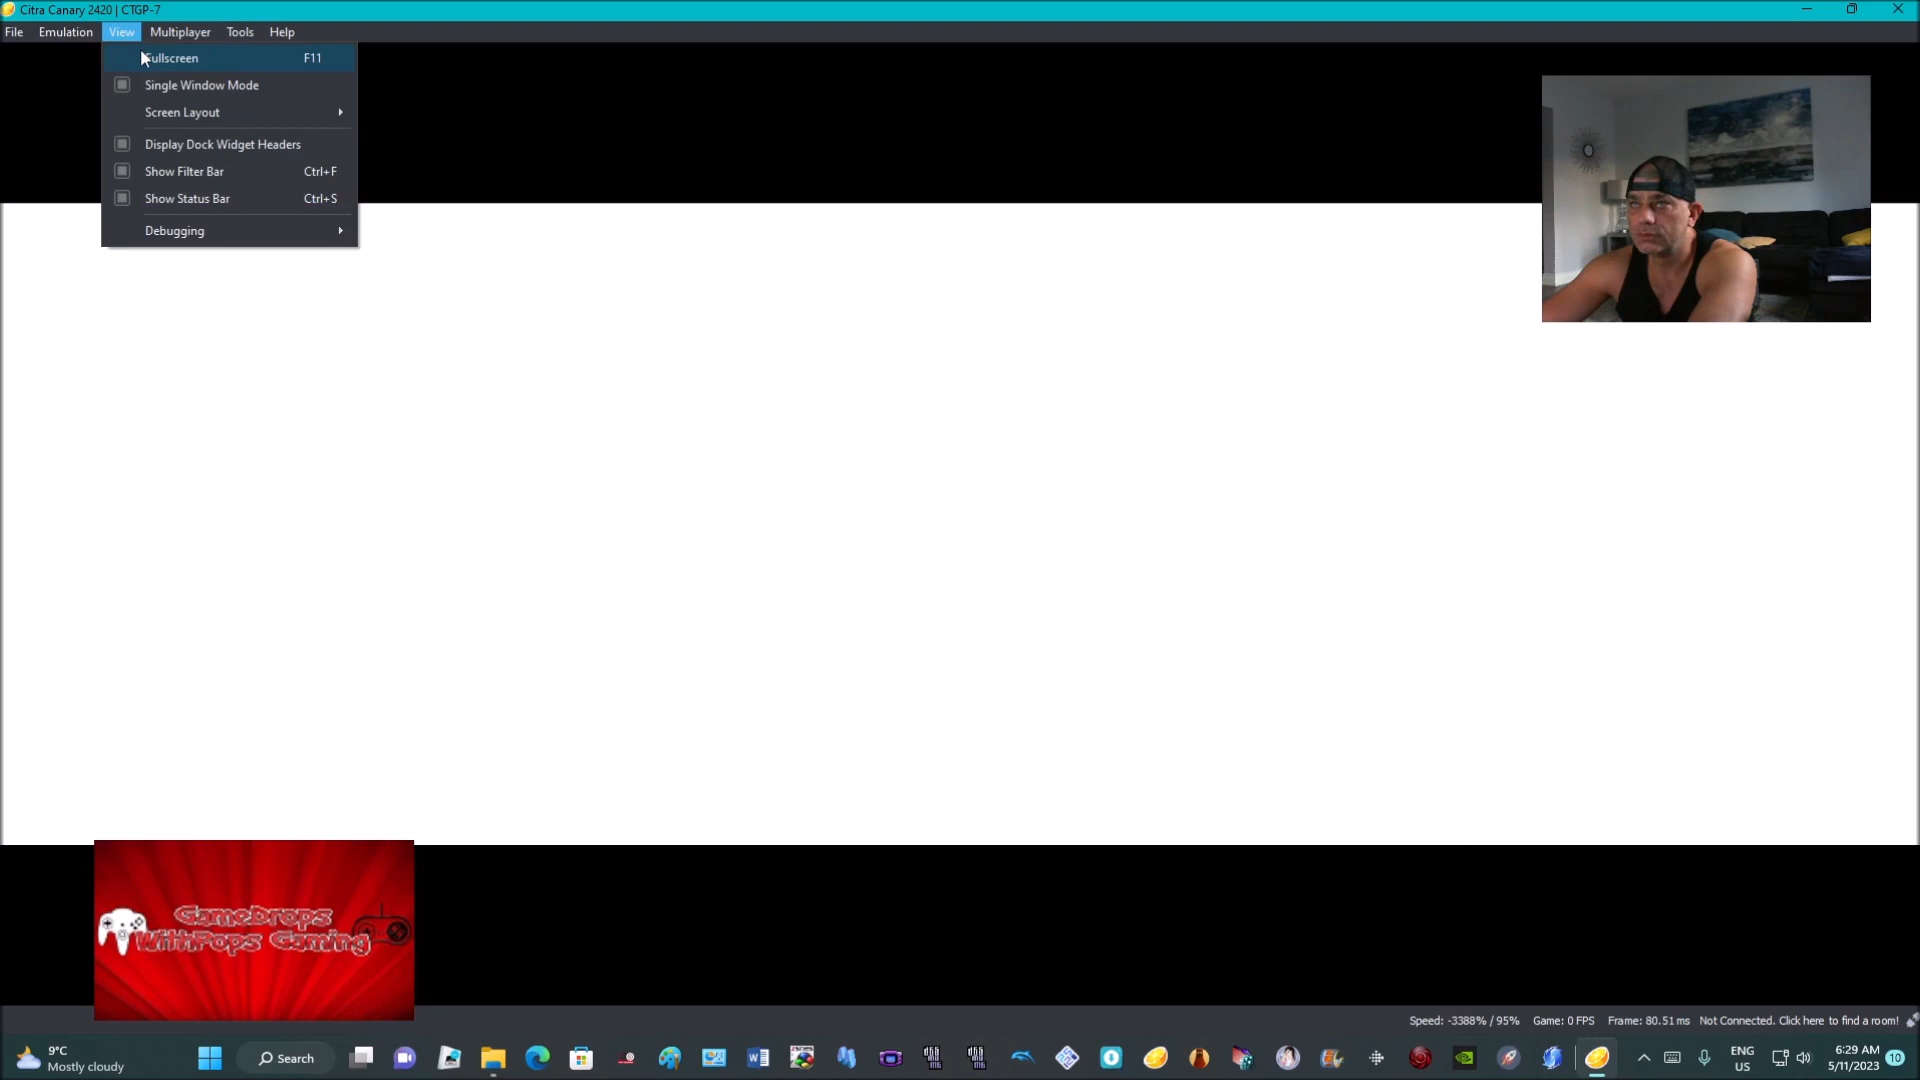 Citra Canary 2420 | CTGP-7
File Emulation View Multiplayer Tools Help
Fullscreen F11
Single Window Mode
Screen Layout
Display Dock Widget Headers
Show Filter Bar Ctrl+F
Show Status Bar Ctrl+S
Debugging
GameDrops
WithPops Gaming
Speed: -3388% / 95% Game: 0 FPS Frame: 80.51 ms Not Connected. Click here to find a room!
9°C
Mostly cloudy
Search
ENG
US
6:29 AM
5/11/2023
10